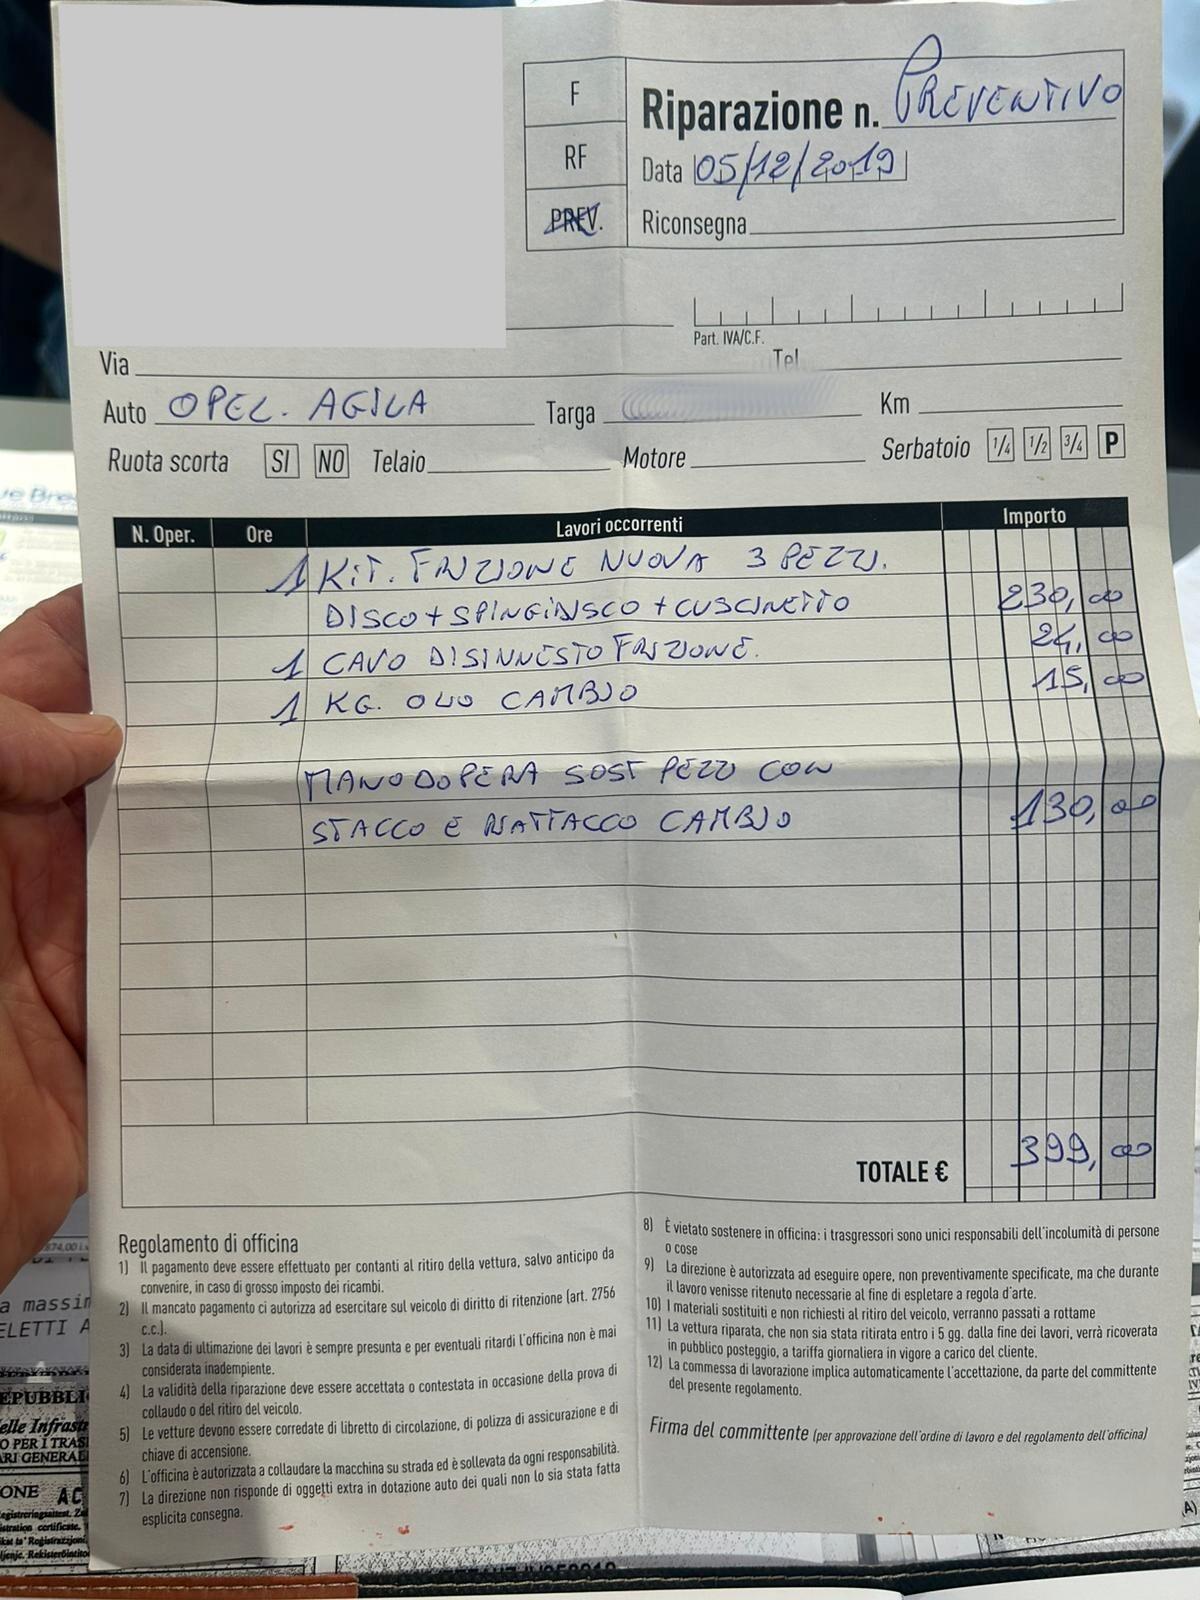 F
RF
PREV.
Riparazione n. PREVENTIVO
Data 05/12/2019
Riconsegna
Part. IVA/C.F.
Via
Tel.
Auto OPEL. AGILA
Targa
Km
Ruota scorta SI NO Telaio Motore Serbatoio 1/4 1/2 3/4 P
N. Oper. Ore Lavori occorrenti Importo
1 KIT. FRIZIONE NUOVA 3 PEZZI.
DISCO + SPINGIDISCO + CUSCINETTO 230,00
1 CAVO DISINNESTO FRIZIONE. 24,00
1 KG. OLIO CAMBIO 15,00
MANODOPERA SOST PEZZI CON
STACCO E RIATTACCO CAMBIO 130,00
TOTALE € 399,00
Regolamento di officina
1) Il pagamento deve essere effettuato per contanti al ritiro della vettura, salvo anticipo da
convenire, in caso di grosso importo dei ricambi.
2) Il mancato pagamento ci autorizza ad esercitare sul veicolo di diritto di ritenzione (art. 2756
c.c.).
3) La data di ultimazione dei lavori è sempre presunta e per eventuali ritardi l'officina non è mai
considerata inadempiente.
4) La validità della riparazione deve essere accettata o contestata in occasione della prova di
collaudo o del ritiro del veicolo.
5) Le vetture devono essere corredate di libretto di circolazione, di polizza di assicurazione e di
chiave di accensione.
6) L'officina è autorizzata a collaudare la macchina su strada ed è sollevata da ogni responsabilità.
7) La direzione non risponde di oggetti extra in dotazione auto dei quali non lo sia stata fatta
esplicita consegna.
8) È vietato sostenere in officina: i trasgressori sono unici responsabili dell'incolumità di persone
o cose
9) La direzione è autorizzata ad eseguire opere, non preventivamente specificate, ma che durante
il lavoro venisse ritenuto necessarie al fine di espletare a regola d'arte.
10) I materiali sostituiti e non richiesti al ritiro del veicolo, verranno passati a rottame
11) La vettura riparata, che non sia stata ritirata entro i 5 gg. dalla fine dei lavori, verrà ricoverata
in pubblico posteggio, a tariffa giornaliera in vigore a carico del cliente.
12) La commessa di lavorazione implica automaticamente l'accettazione, da parte del committente
del presente regolamento.
Firma del committente (per approvazione dell'ordine di lavoro e del regolamento dell'officina)